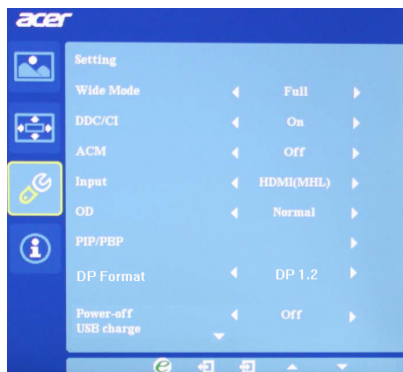 acer
Setting
Wide Mode Full
DDC/CI On
ACM Off
Input HDMI(MHL)
OD Normal
PIP/PBP
DP Format DP 1.2
Power-off Off
USB charge